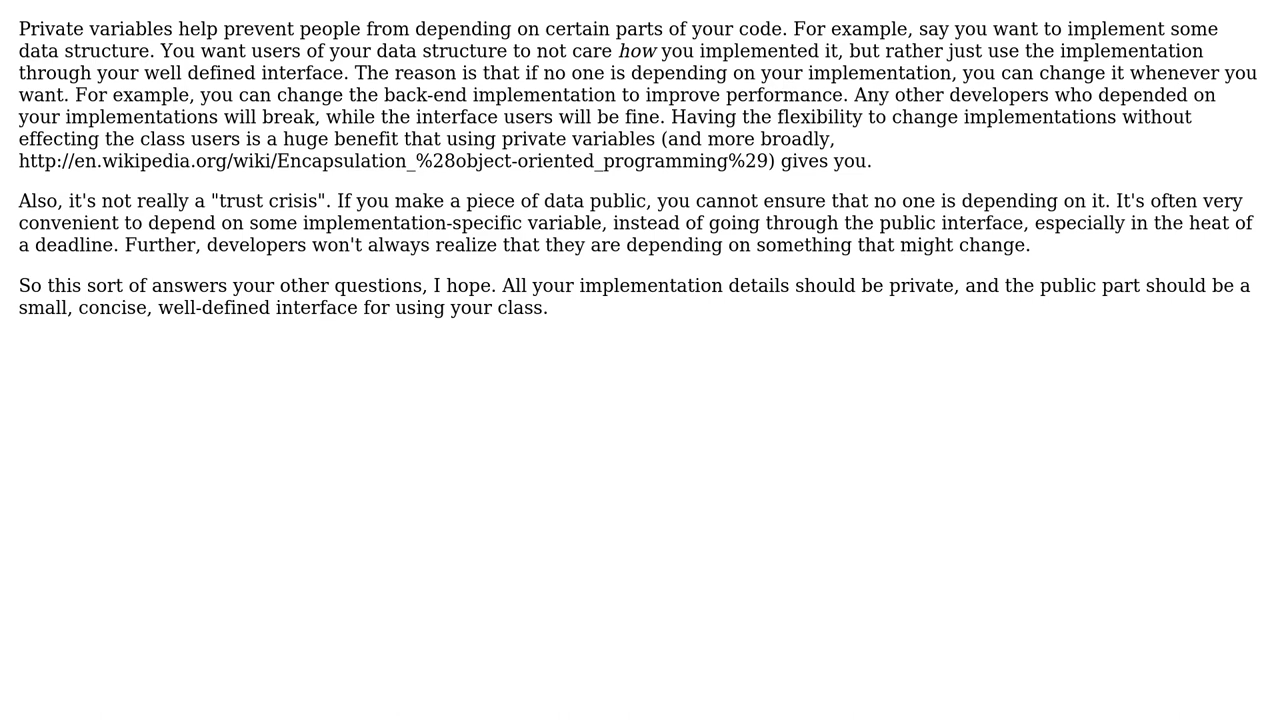 Private variables help prevent people from depending on certain parts of your code. For example, say you want to implement some
data structure. You want users of your data structure to not care how you implemented it, but rather just use the implementation
through your well defined interface. The reason is that if no one is depending on your implementation, you can change it whenever you
want. For example, you can change the back-end implementation to improve performance. Any other developers who depended on
your implementations will break, while the interface users will be fine. Having the flexibility to change implementations without
effecting the class users is a huge benefit that using private variables (and more broadly,
http://en.wikipedia.org/wiki/Encapsulation_%28object-oriented_programming%29) gives you.
Also, it's not really a "trust crisis". If you make a piece of data public, you cannot ensure that no one is depending on it. It's often very
convenient to depend on some implementation-specific variable, instead of going through the public interface, especially in the heat of
a deadline. Further, developers won't always realize that they are depending on something that might change.
So this sort of answers your other questions, I hope. All your implementation details should be private, and the public part should be a
small, concise, well-defined interface for using your class.